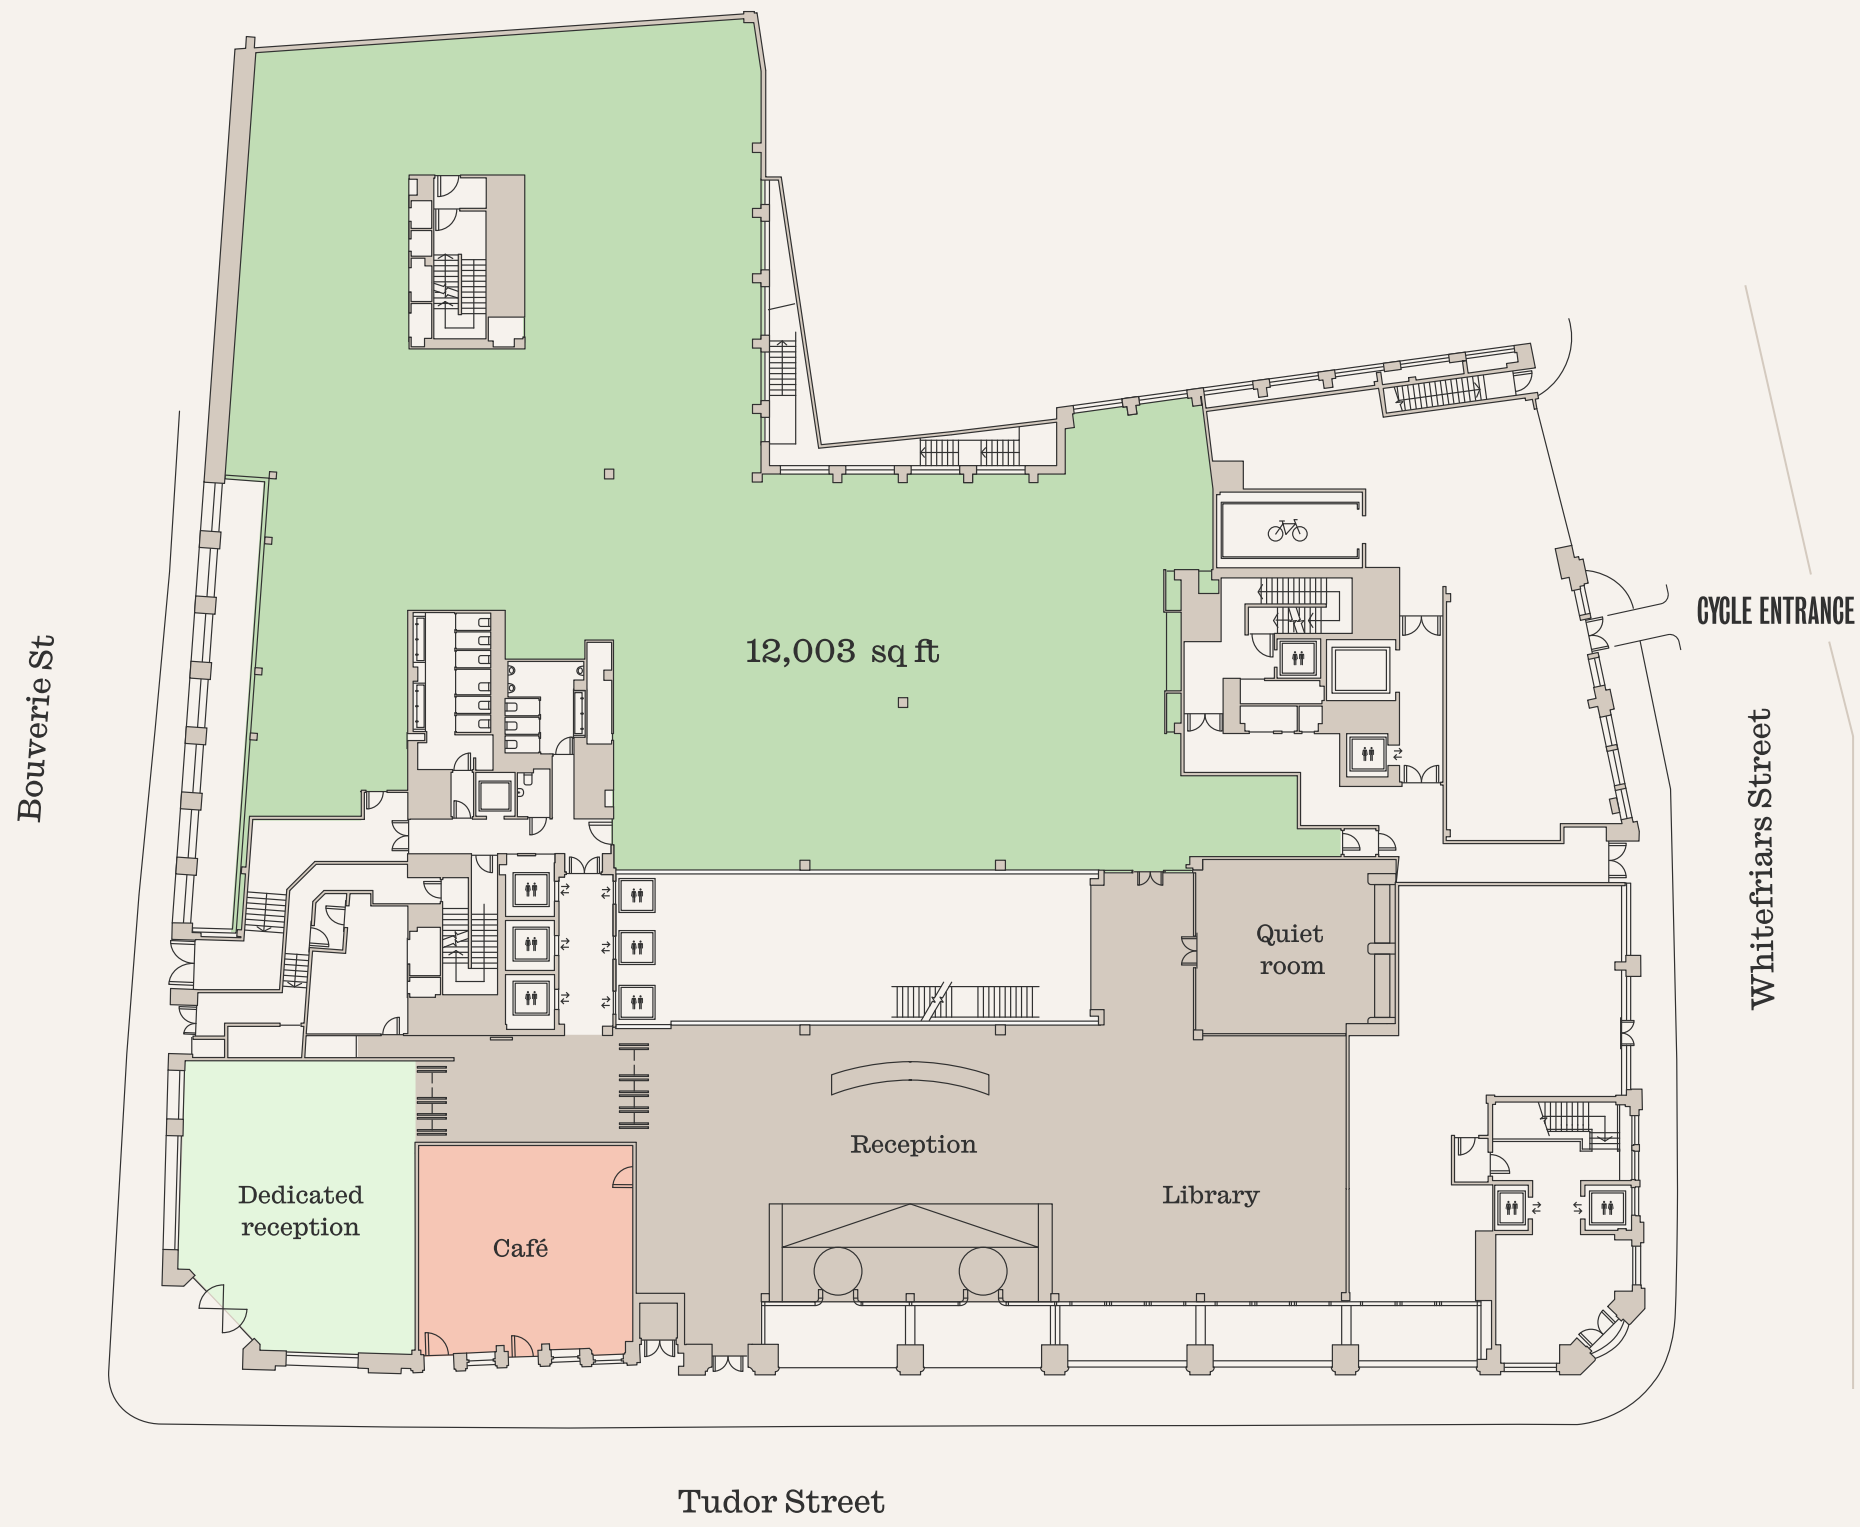 CYCLE ENTRANCE
12,003 sq ft
Bouverie St
Whitefriars Street
Quiet
room
Reception
Dedicated
reception
Library
Café
Tudor Street